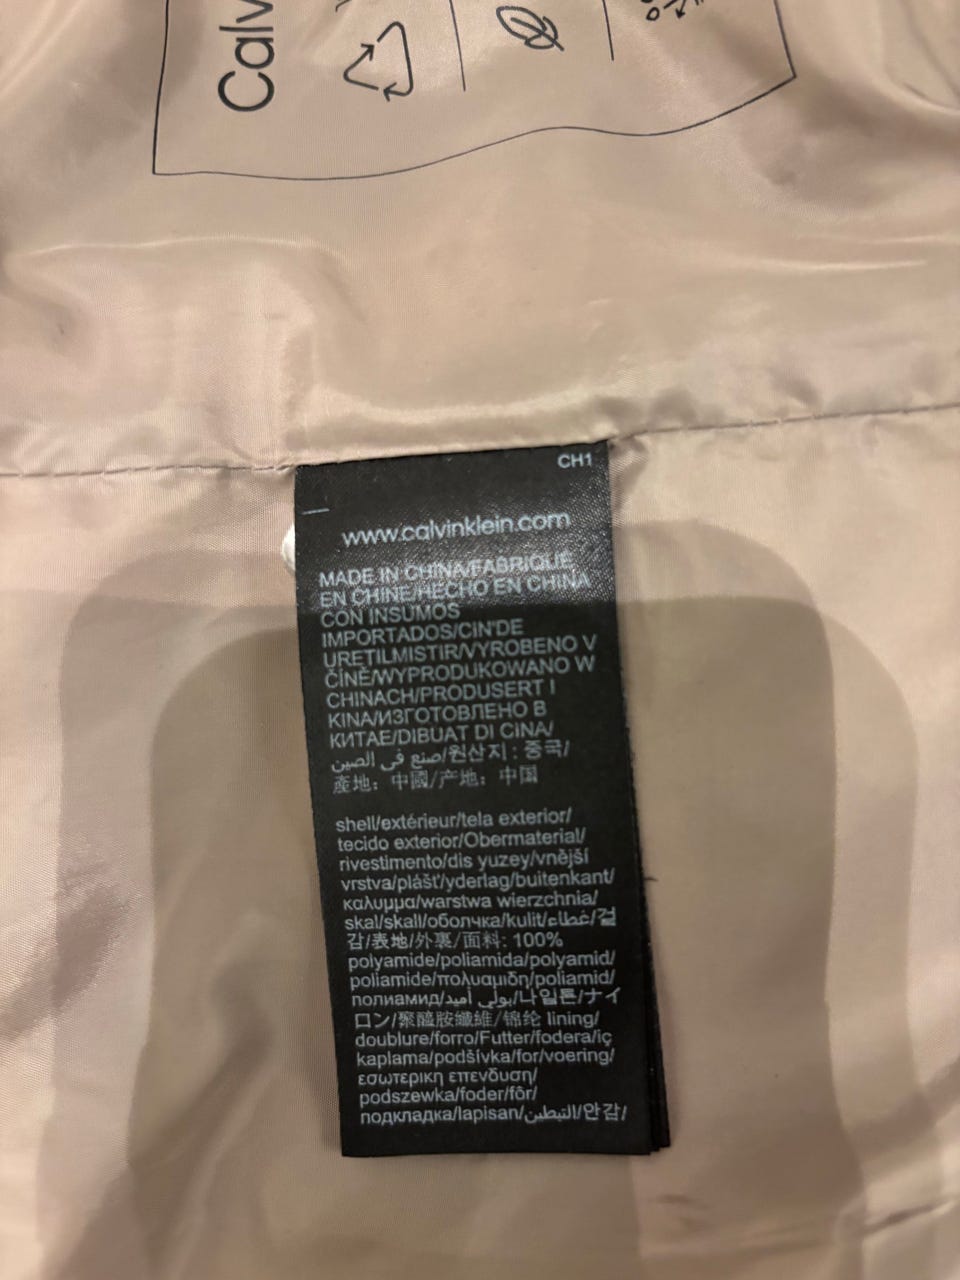 Calv
CH1
www.calvinklein.com
MADE IN CHINA/FABRIQUÉ
EN CHINE/HECHO EN CHINA
CON INSUMOS
IMPORTADOS/CIN'DE
URETILMISTIR/VYROBENO V
ČÍNĚ/WYPRODUKOWANO W
CHINACH/PRODUSERT I
KINA/ИЗГОТОВЛЕНО В
КИТАЕ/DIBUAT DI CINA/
صنع في الصين/원산지 : 중국/
產地: 中國/产地: 中国
shell/extérieur/tela exterior/
tecido exterior/Obermaterial/
rivestimento/dis yuzey/vnější
vrstva/plášť/yderlag/buitenkant/
καλυμμα/warstwa wierzchnia/
skal/skall/оболчка/kulit/غطاء/겉
감/表地/外裏/面料: 100%
polyamide/poliamida/polyamid/
poliamide/πολυαμιδη/poliamid/
полиамид/بولي أميد/나일론/ナイ
ロン/聚醯胺纖維/锦纶 lining/
doublure/forro/Futter/fodera/iç
kaplama/podšívka/for/voering/
εσωτερικη επενδυση/
podszewka/foder/fôr/
подкладка/lapisan/التبطين/안감/